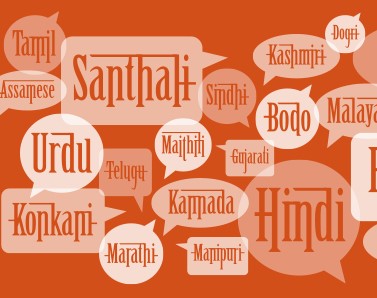 Tamil
Dogri
Kashmiri
Assamese
Santhali
Sindhi
Bodo
Malaya
Urdu
Maithili
Gujarati
Telugu
Kannada
Hindi
Konkani
Marathi
Manipuri